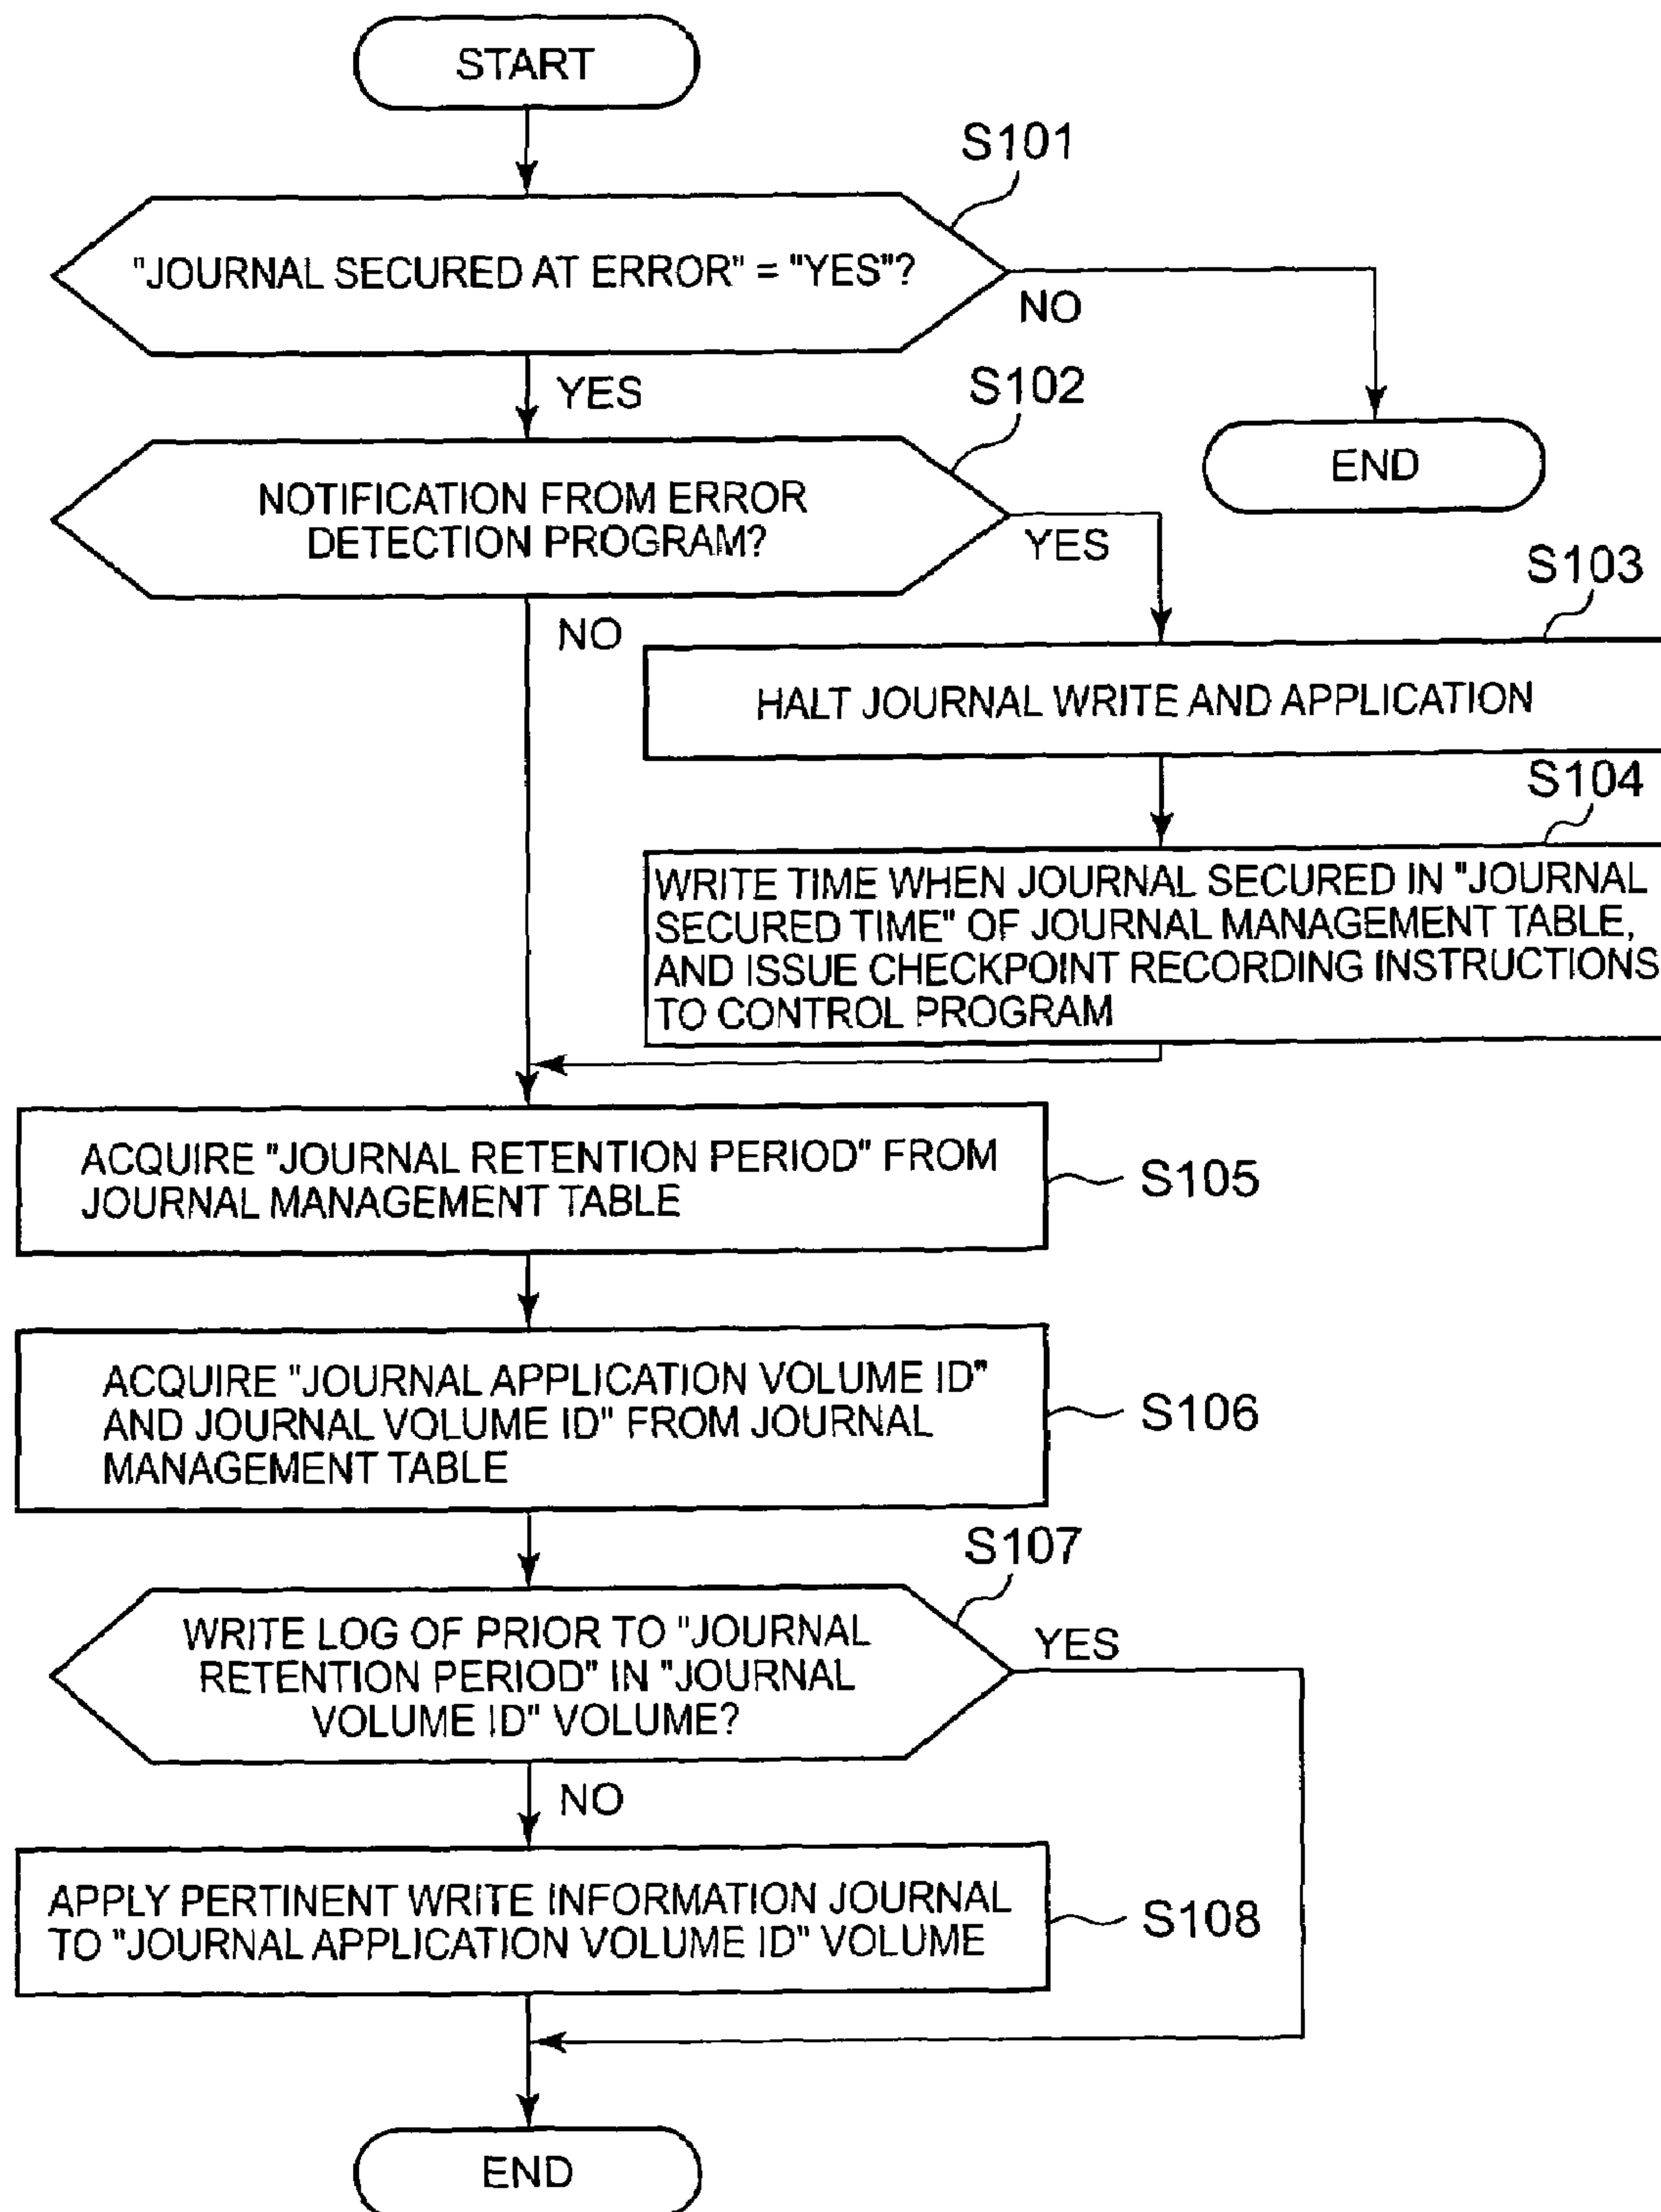 START
S101
"JOURNAL SECURED AT ERROR" = "YES"?
NO
YES
S102
END
NOTIFICATION FROM ERROR
DETECTION PROGRAM?
YES
S103
NO
HALT JOURNAL WRITE AND APPLICATION
S104
WRITE TIME WHEN JOURNAL SECURED IN "JOURNAL
SECURED TIME" OF JOURNAL MANAGEMENT TABLE,
AND ISSUE CHECKPOINT RECORDING INSTRUCTIONS
TO CONTROL PROGRAM
ACQUIRE "JOURNAL RETENTION PERIOD" FROM
JOURNAL MANAGEMENT TABLE
S105
ACQUIRE "JOURNAL APPLICATION VOLUME ID"
AND JOURNAL VOLUME ID" FROM JOURNAL
MANAGEMENT TABLE
S106
S107
WRITE LOG OF PRIOR TO "JOURNAL
RETENTION PERIOD" IN "JOURNAL
VOLUME ID" VOLUME?
YES
NO
APPLY PERTINENT WRITE INFORMATION JOURNAL
TO "JOURNAL APPLICATION VOLUME ID" VOLUME
S108
END